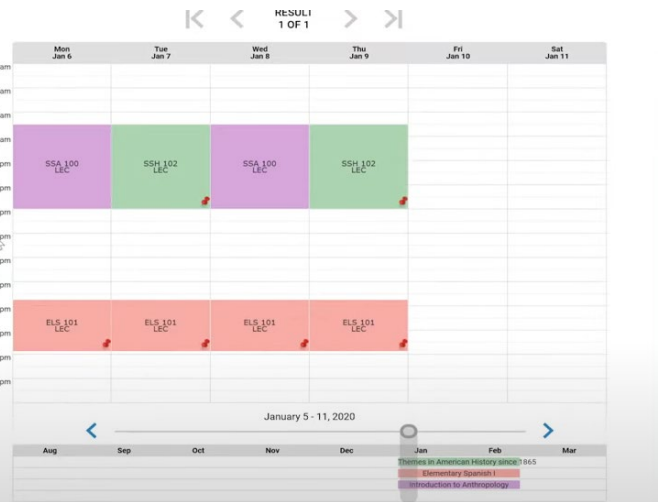 RESULT
1 OF 1
Mon Tue Wed Thu Fri Sat
Jan 6 Jan 7 Jan 8 Jan 9 Jan 10 Jan 11
am
am
am
am
SSA 100 SSH 102 SSA 100 SSH 102
LEC LEC LEC LEC
pm
pm
pm
pm
pm
pm
pm
ELS 101 ELS 101 ELS 101 ELS 101
LEC LEC LEC LEC
pm
pm
pm
January 5 - 11, 2020
Aug Sep Oct Nov Dec Jan Feb Mar
Themes in American History since 1865
Elementary Spanish I
Introduction to Anthropology